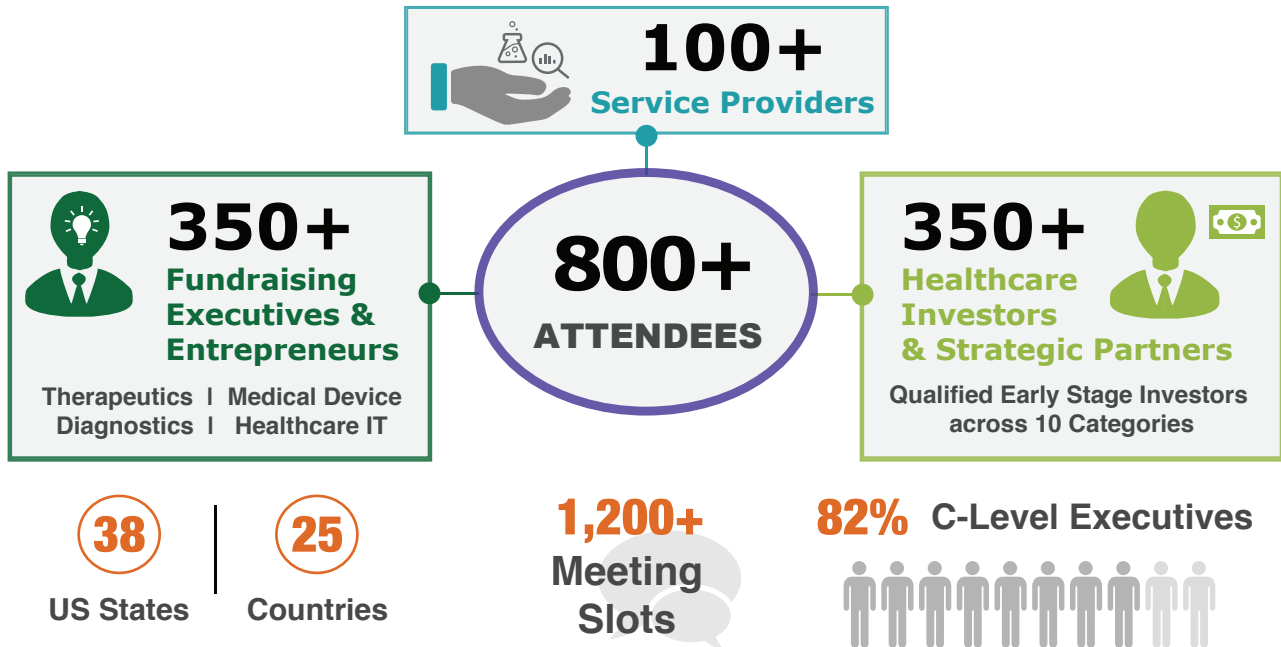 100+
Service Providers
350+
Fundraising
Executives &
Entrepreneurs
Therapeutics | Medical Device
Diagnostics | Healthcare IT
800+
ATTENDEES
350+
$
Healthcare
Investors
& Strategic Partners
Qualified Early Stage Investors
across 10 Categories
38
US States
25
Countries
1,200+
Meeting
Slots
82% C-Level Executives